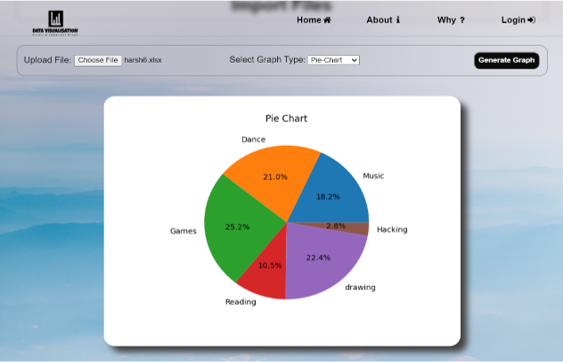 Import Files
Home About i Why ? Login
DATA VISUALISATION
Upload File: Choose File harsh6.xlsx Select Graph Type: Pie-Chart Generate Graph
Pie Chart
Dance
21.0%
Music
18.2%
Games
25.2%
2.8%
Hacking
22.4%
10.5%
drawing
Reading